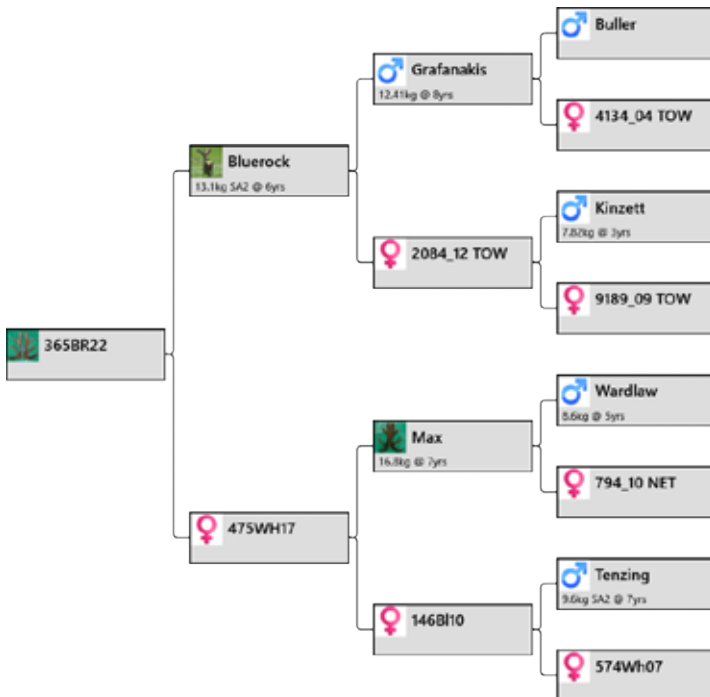 Buller
Grafanakis
12.41kg @ 8yrs
4134_04 TOW
Bluerock
13.1kg SA2 @ 6yrs
Kinzett
7.82kg @ 3yrs
2084_12 TOW
9189_09 TOW
365BR22
Wardlaw
8.6kg @ 5yrs
Max
16.8kg @ 7yrs
794_10 NET
475WH17
Tenzing
9.6kg SA2 @ 7yrs
146Bl10
574Wh07